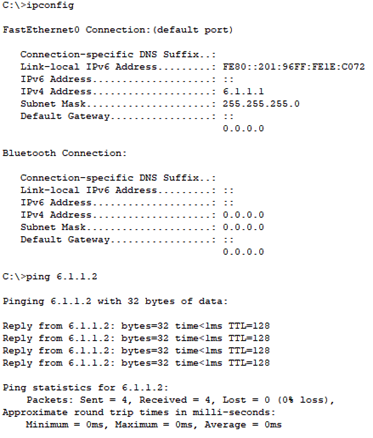 C:\>ipconfig
FastEthernet0 Connection:(default port)
Connection-specific DNS Suffix..:
Link-local IPv6 Address.........: FE80::201:96FF:FE1E:C072
IPv6 Address....................: ::
IPv4 Address....................: 6.1.1.1
Subnet Mask.....................: 255.255.255.0
Default Gateway.................: ::
0.0.0.0
Bluetooth Connection:
Connection-specific DNS Suffix..:
Link-local IPv6 Address.........: ::
IPv6 Address....................: ::
IPv4 Address....................: 0.0.0.0
Subnet Mask.....................: 0.0.0.0
Default Gateway.................: ::
0.0.0.0
C:\>ping 6.1.1.2
Pinging 6.1.1.2 with 32 bytes of data:
Reply from 6.1.1.2: bytes=32 time<1ms TTL=128
Reply from 6.1.1.2: bytes=32 time<1ms TTL=128
Reply from 6.1.1.2: bytes=32 time<1ms TTL=128
Reply from 6.1.1.2: bytes=32 time<1ms TTL=128
Ping statistics for 6.1.1.2:
Packets: Sent = 4, Received = 4, Lost = 0 (0% loss),
Approximate round trip times in milli-seconds:
Minimum = 0ms, Maximum = 0ms, Average = 0ms